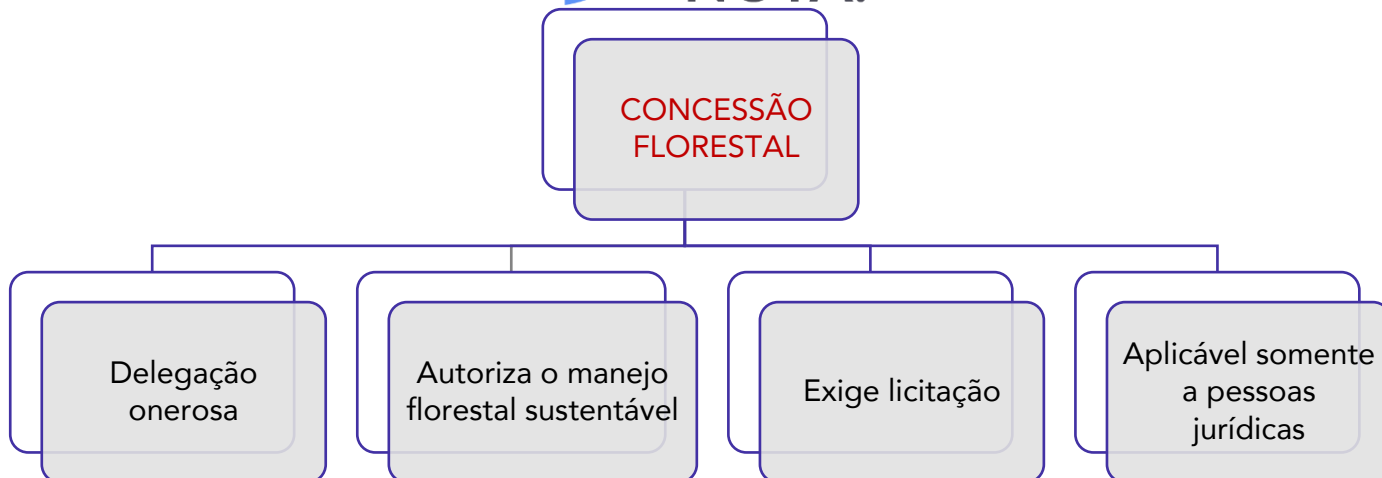 CONCESSÃO
FLORESTAL
Delegação
onerosa
Autoriza o manejo
florestal sustentável
Exige licitação
Aplicável somente
a pessoas
jurídicas